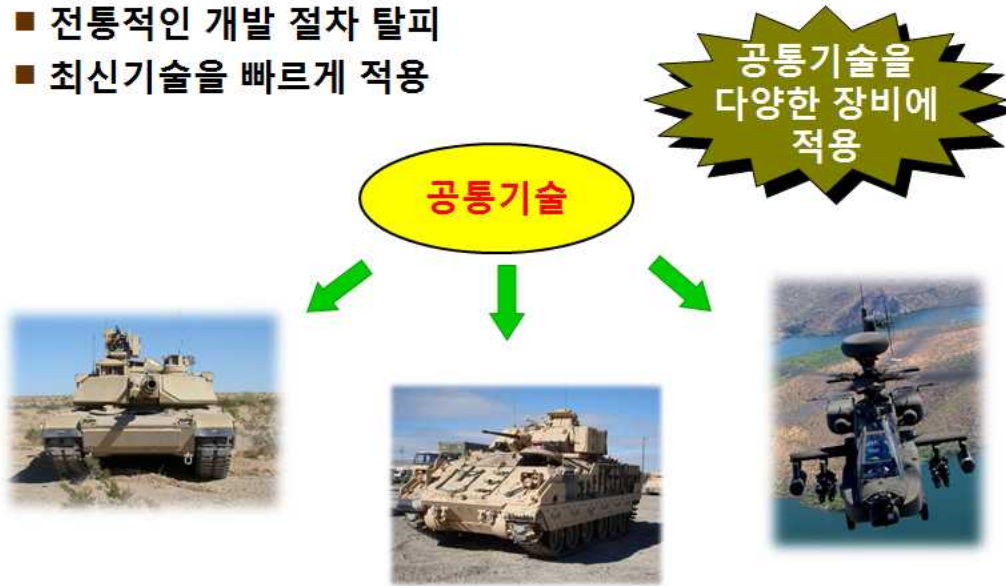 ■ 전통적인 개발 절차 탈피
■ 최신기술을 빠르게 적용
공통기술을
다양한 장비에
적용
공통기술